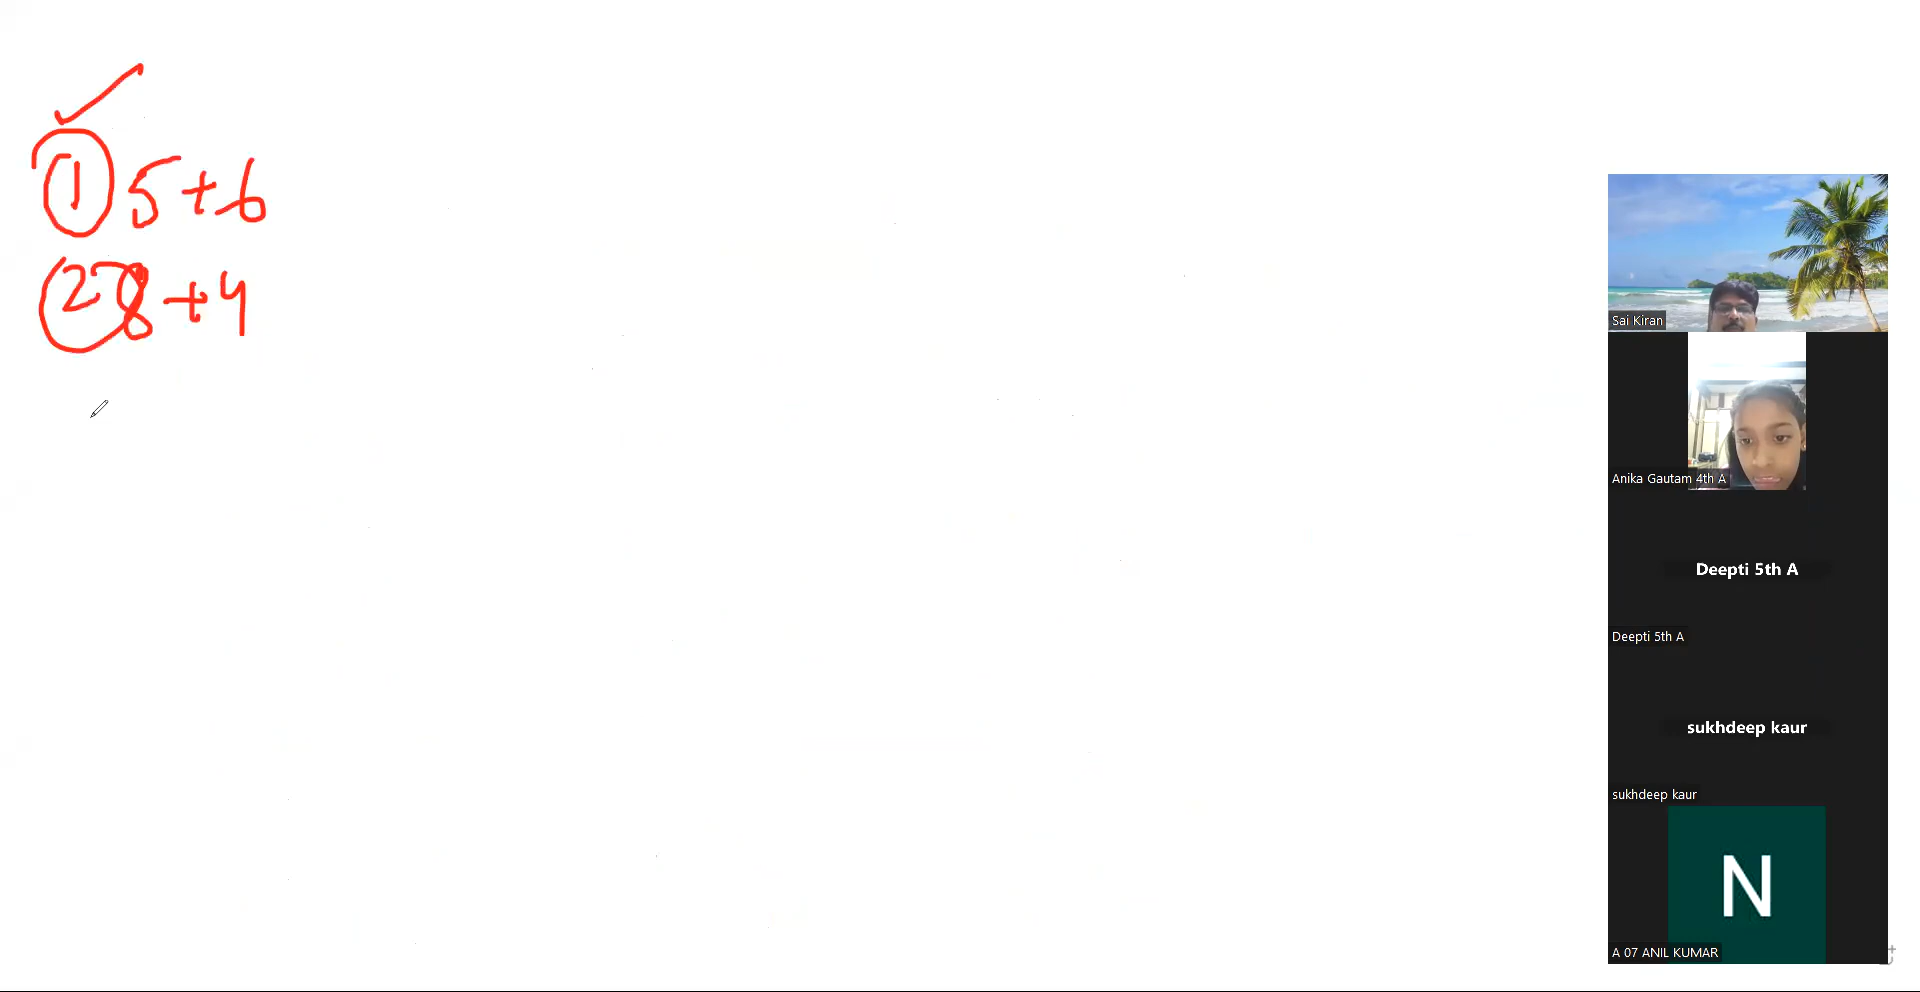 ① 5+6
② 8+4
Sai Kiran
Anika Gautam 4th A
Deepti 5th A
Deepti 5th A
sukhdeep kaur
sukhdeep kaur
N
A 07 ANIL KUMAR